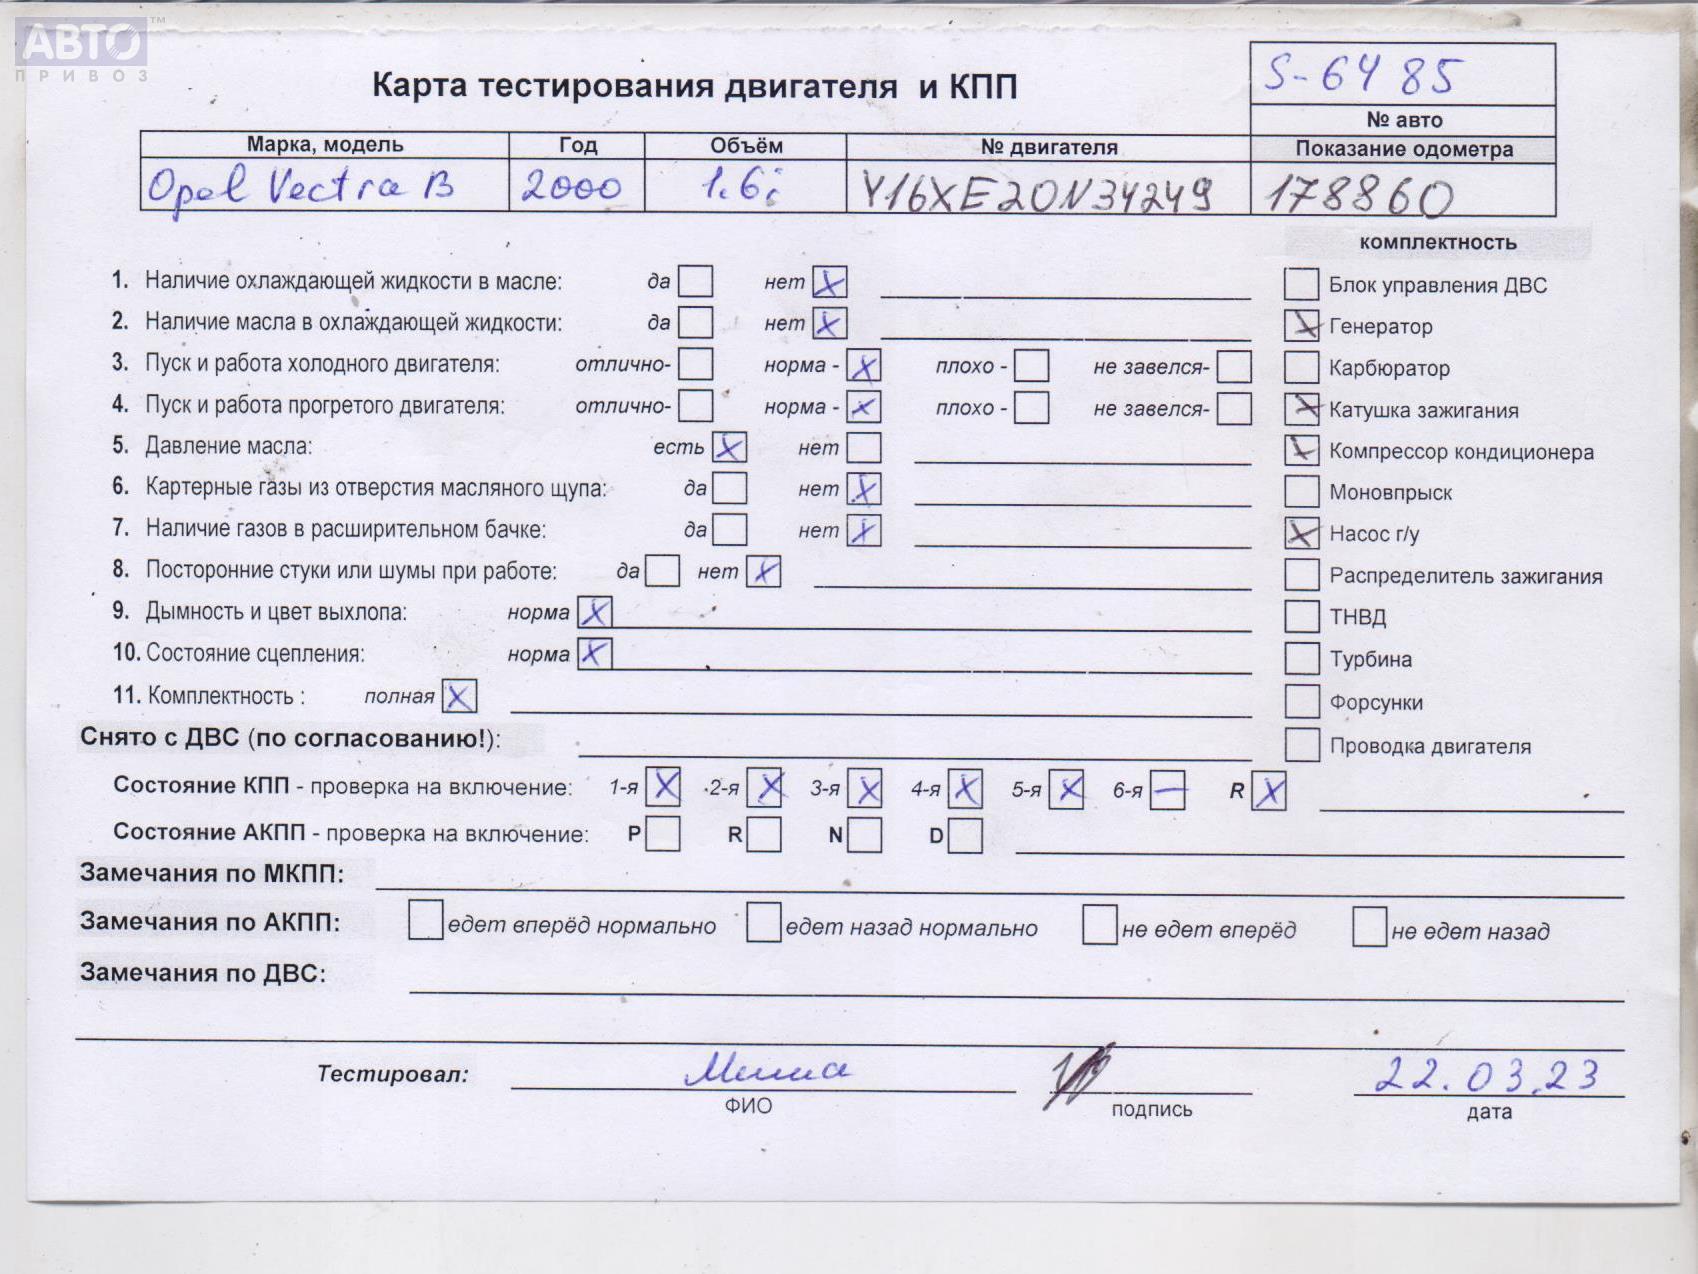 АВТО™
ПРИВОЗ
S-6485
Карта тестирования двигателя и КПП
№ авто
Марка, модель Год Объём № двигателя Показание одометра
Opel Vectra B 2000 1.6i Y16XE20N34249 178860
комплектность
1. Наличие охлаждающей жидкости в масле: да нет X Блок управления ДВС
2. Наличие масла в охлаждающей жидкости: да нет X X Генератор
3. Пуск и работа холодного двигателя: отлично- норма - X плохо - не завелся- Карбюратор
4. Пуск и работа прогретого двигателя: отлично- норма - X плохо - не завелся- X Катушка зажигания
5. Давление масла: есть X нет X Компрессор кондиционера
6. Картерные газы из отверстия масляного щупа: да нет X Моновпрыск
7. Наличие газов в расширительном бачке: да нет X X Насос г/у
8. Посторонние стуки или шумы при работе: да нет X Распределитель зажигания
9. Дымность и цвет выхлопа: норма X ТНВД
10. Состояние сцепления: норма X Турбина
11. Комплектность : полная X Форсунки
Снято с ДВС (по согласованию!): Проводка двигателя
Состояние КПП - проверка на включение: 1-я X 2-я X 3-я X 4-я X 5-я X 6-я — R X
Состояние АКПП - проверка на включение: P R N D
Замечания по МКПП:
Замечания по АКПП: едет вперёд нормально едет назад нормально не едет вперёд не едет назад
Замечания по ДВС:
Тестировал: Миша 22.03.23
ФИО подпись дата